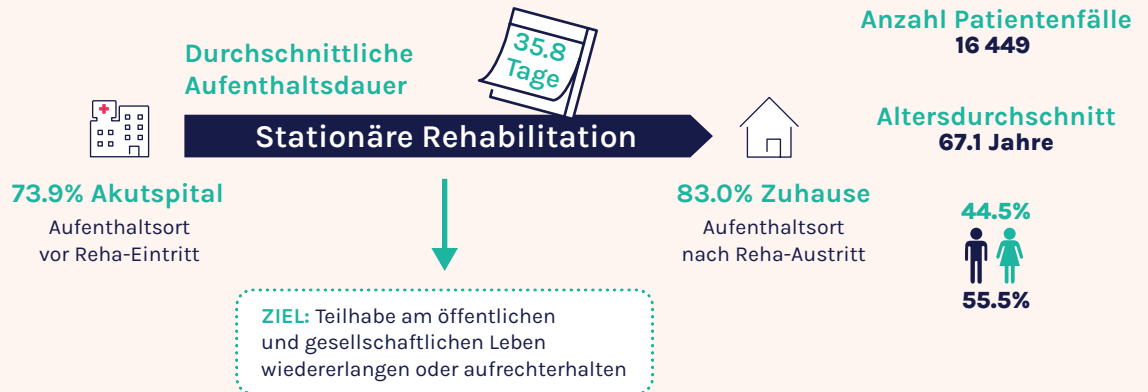 Anzahl Patientenfälle
16 449
Durchschnittliche
Aufenthaltsdauer
35.8
Tage
Stationäre Rehabilitation
Altersdurchschnitt
67.1 Jahre
73.9% Akutspital
Aufenthaltsort
vor Reha-Eintritt
83.0% Zuhause
Aufenthaltsort
nach Reha-Austritt
44.5%
55.5%
ZIEL: Teilhabe am öffentlichen
und gesellschaftlichen Leben
wiedererlangen oder aufrechterhalten